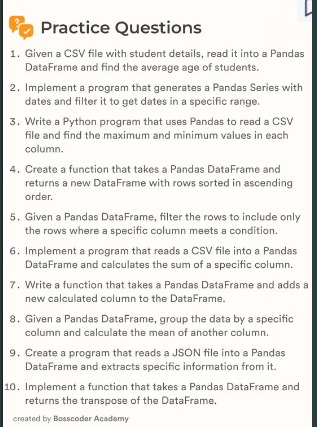 Practice Questions
1. Given a CSV file with student details, read it into a Pandas
DataFrame and find the average age of students.
2. Implement a program that generates a Pandas Series with
dates and filter it to get dates in a specific range.
3. Write a Python program that uses Pandas to read a CSV
file and find the maximum and minimum values in each
column.
4. Create a function that takes a Pandas DataFrame and
returns a new DataFrame with rows sorted in ascending
order.
5. Given a Pandas DataFrame, filter the rows to include only
the rows where a specific column meets a condition.
6. Implement a program that reads a CSV file into a Pandas
DataFrame and calculates the sum of a specific column.
7. Write a function that takes a Pandas DataFrame and adds a
new calculated column to the DataFrame.
8. Given a Pandas DataFrame, group the data by a specific
column and calculate the mean of another column.
9. Create a program that reads a JSON file into a Pandas
DataFrame and extracts specific information from it.
10. Implement a function that takes a Pandas DataFrame and
returns the transpose of the DataFrame.
created by Bosscoder Academy